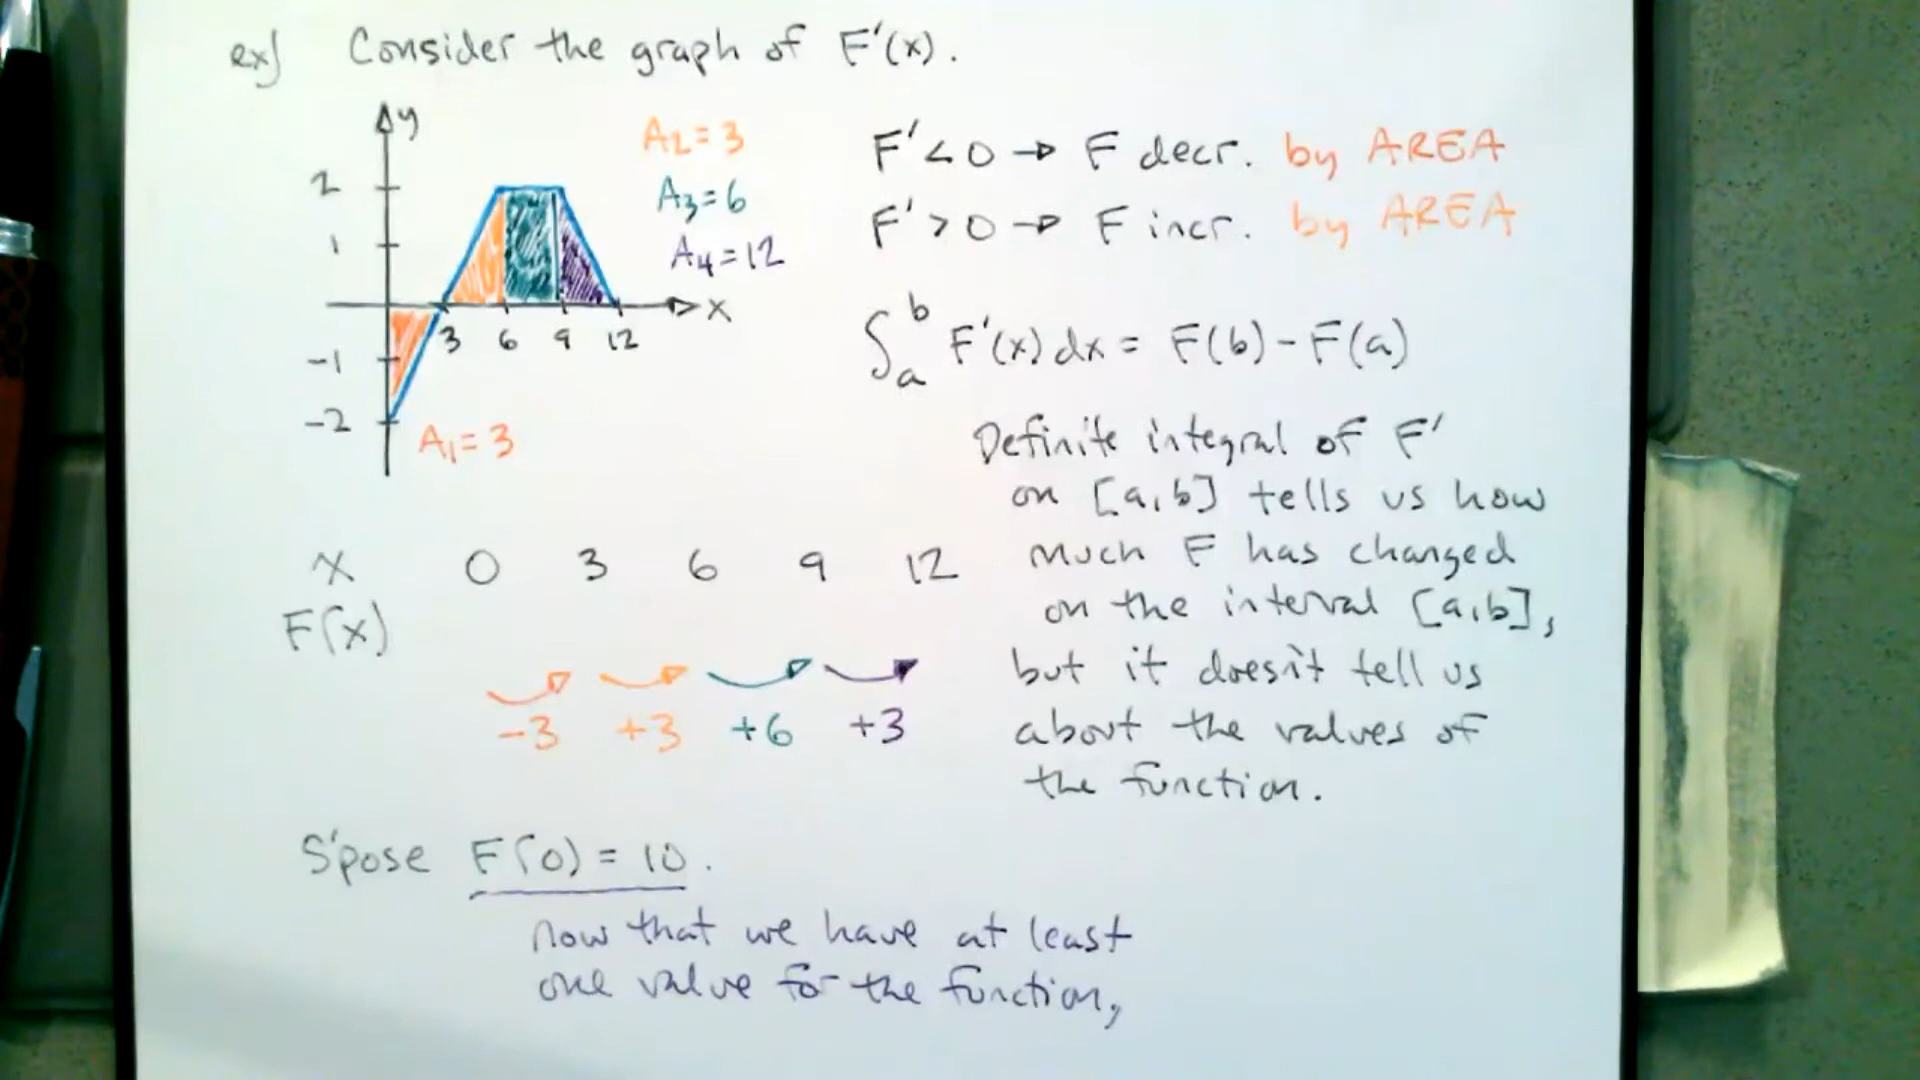 ex) Consider the graph of F'(x).
y
2
1
-1
-2
3 6 9 12
x
A₂ = 3
A₃ = 6
A₄ = 12
A₁ = 3
F' < 0 → F decr. by AREA
F' > 0 → F incr. by AREA
∫ₐᵇ F'(x) dx = F(b) - F(a)
Definite integral of F'
on [a,b] tells us how
much F has changed
on the interval [a,b],
but it doesn't tell us
about the values of
the function.
x 0 3 6 9 12
F(x)
-3 +3 +6 +3
S'pose F(0) = 10.
now that we have at least
one value for the function,